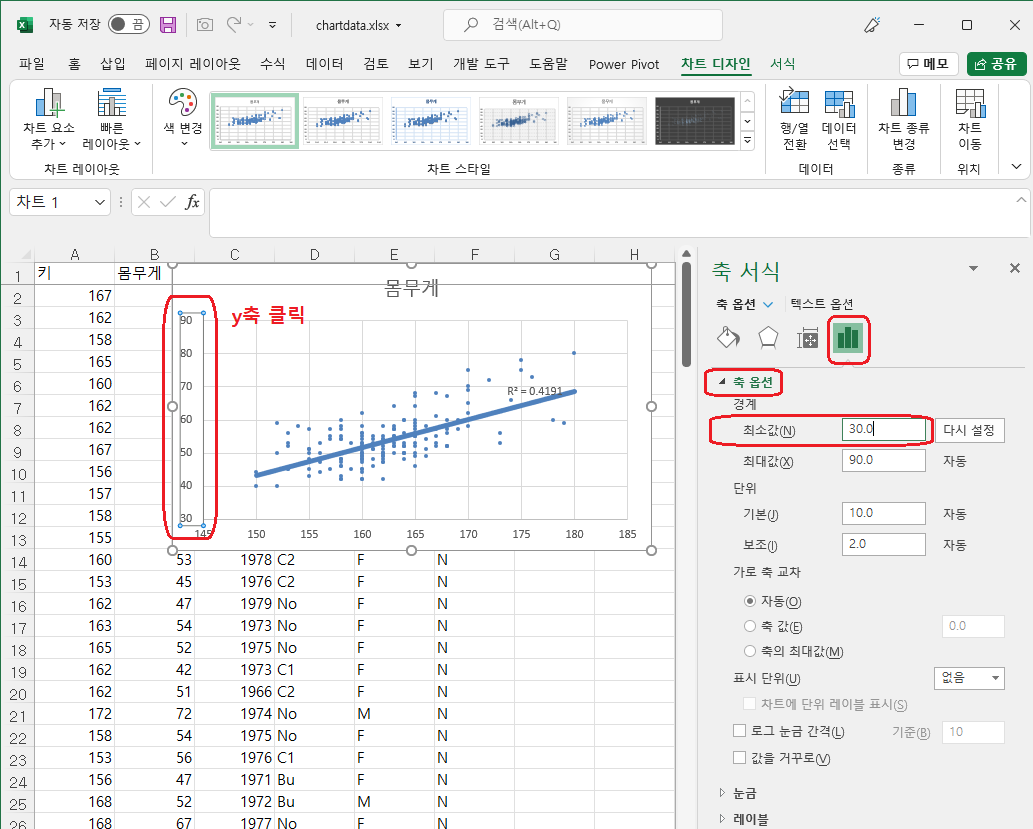 자동 저장 끔 chartdata.xlsx 검색(Alt+Q)
파일 홈 삽입 페이지 레이아웃 수식 데이터 검토 보기 개발 도구 도움말 Power Pivot 차트 디자인 서식 메모 공유
차트 요소 추가
빠른 레이아웃
색 변경
행/열 전환
데이터 선택
차트 종류 변경
차트 이동
차트 레이아웃 차트 스타일 데이터 종류 위치
차트 1 fx
A B C D E F G H
1 키 몸무게
2 167
3 162
4 158
5 165
6 160
7 162
8 162
9 167
10 156
11 157
12 158
13 155
14 160 53 1978 C2 F N
15 153 45 1976 C2 F N
16 162 47 1979 No F N
17 163 54 1973 No F N
18 165 52 1975 No F N
19 162 42 1973 C1 F N
20 162 51 1966 C2 F N
21 172 72 1974 No M N
22 158 54 1975 No F N
23 153 56 1976 C1 F N
24 156 47 1971 Bu F N
25 168 52 1972 Bu M N
26 168 67 1977 No F N
몸무게
y축 클릭
90
80
70
R² = 0.4191
60
50
40
30
145 150 155 160 165 170 175 180 185
축 서식
축 옵션 텍스트 옵션
축 옵션
경계
최소값(N) 30.0 다시 설정
최대값(X) 90.0 자동
단위
기본(J) 10.0 자동
보조(I) 2.0 자동
가로 축 교차
자동(O)
축 값(E) 0.0
축의 최대값(M)
표시 단위(U) 없음
차트에 단위 레이블 표시(S)
로그 눈금 간격(L) 기준(B) 10
값을 거꾸로(V)
눈금
레이블